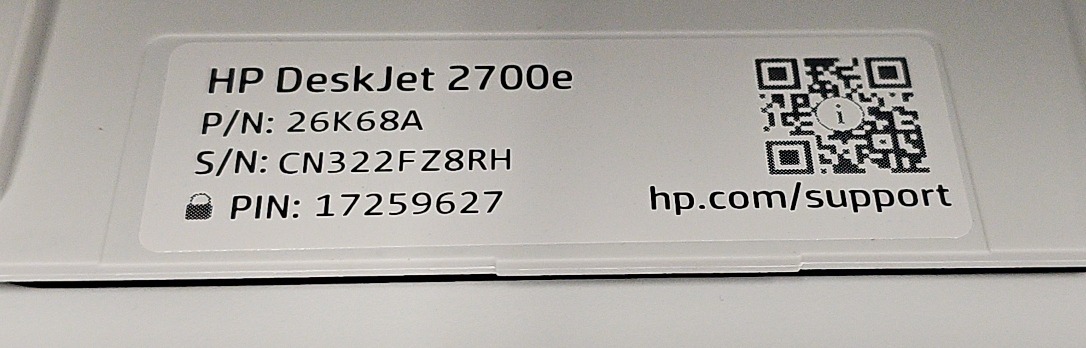 HP DeskJet 2700e
P/N: 26K68A
S/N: CN322FZ8RH
PIN: 17259627
hp.com/support